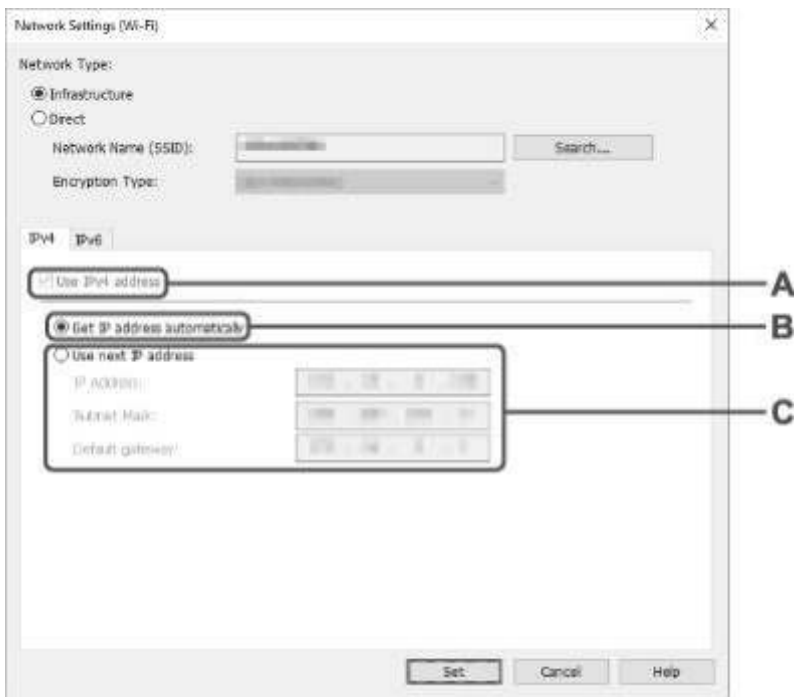 Network Settings (Wi-Fi)
Network Type:
Infrastructure
Direct
Network Name (SSID):
Search...
Encryption Type:
IPv4 IPv6
Use IPv4 address
A
Get IP address automatically
B
Use next IP address
IP Address:
Subnet Mask:
C
Default gateway:
Set Cancel Help